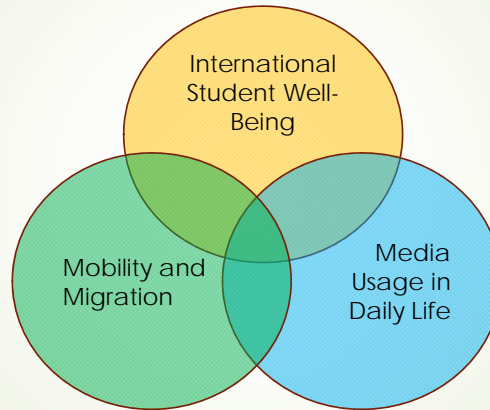 International
Student Well-
Being
Mobility and
Migration
Media
Usage in
Daily Life